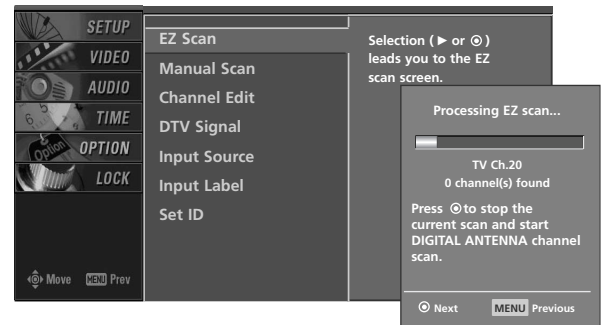 SETUP
VIDEO
AUDIO
TIME
Option
OPTION
LOCK
Move MENU Prev
EZ Scan
Manual Scan
Channel Edit
DTV Signal
Input Source
Input Label
Set ID
Selection ( ► or ⊙ )
leads you to the EZ
scan screen.
Processing EZ scan...
TV Ch.20
0 channel(s) found
Press ⊙ to stop the
current scan and start
DIGITAL ANTENNA channel
scan.
⊙ Next MENU Previous